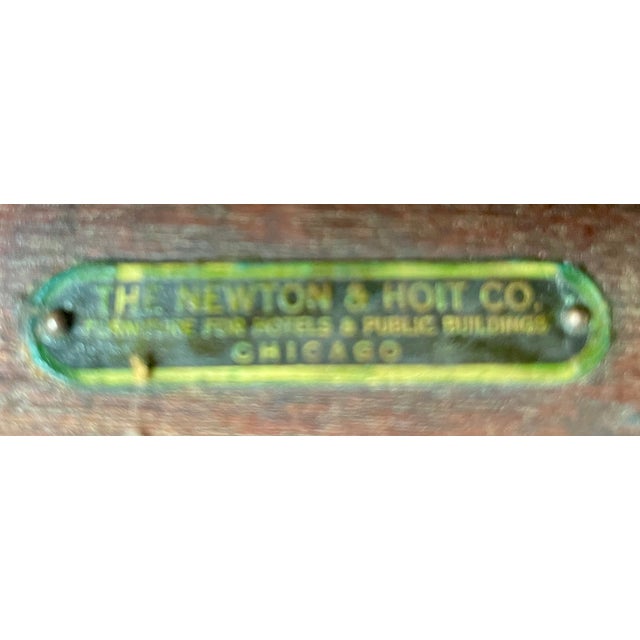 THE NEWTON & HOIT CO.
FURNITURE FOR HOTELS & PUBLIC BUILDINGS
CHICAGO